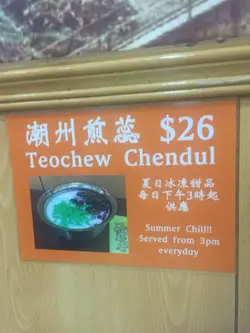 潮州煎蕊 $26
Teochew Chendul
夏日冰凍甜品
每日下午3時起
供應
Summer Chill!!
Served from 3pm
everyday